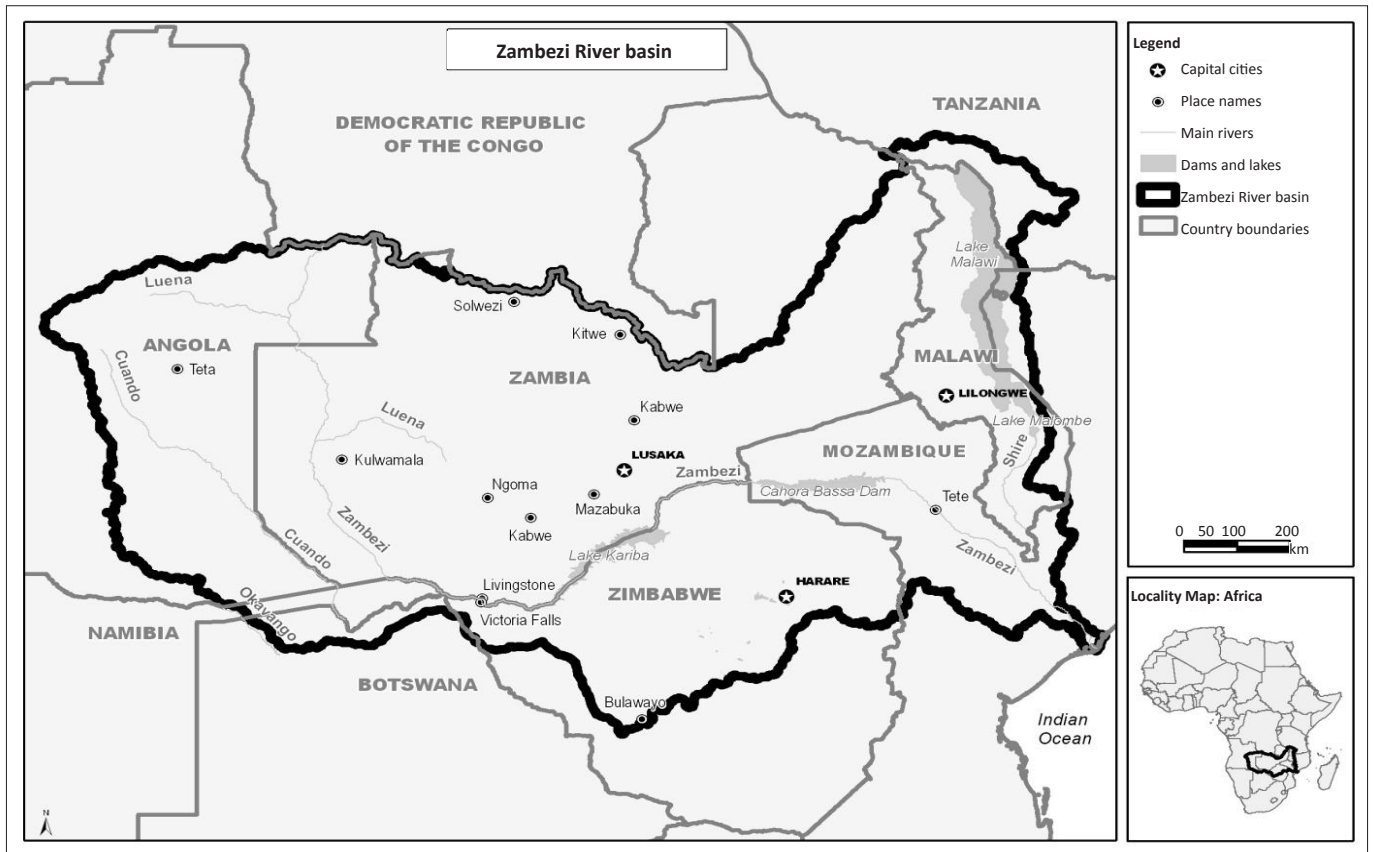 Zambezi River basin
TANZANIA
DEMOCRATIC REPUBLIC
OF THE CONGO
Lake
Malawi
Luena
Solwezi
Kitwe
ANGOLA
Teta
Cuando
ZAMBIA
MALAWI
LILONGWE
Kabwe
Luena
Lake Malombe
Kulwamala
LUSAKA
MOZAMBIQUE
Shire
Zambezi
Ngoma
Mazabuka
Cahora Bassa Dam
Tete
Kabwe
Zambezi
Cuando
Lake Kariba
Zambezi
Livingstone
Victoria Falls
ZIMBABWE
HARARE
Okavango
NAMIBIA
BOTSWANA
Bulawayo
Indian
Ocean
N
Legend
Capital cities
Place names
Main rivers
Dams and lakes
Zambezi River basin
Country boundaries
0 50 100 200
km
Locality Map: Africa